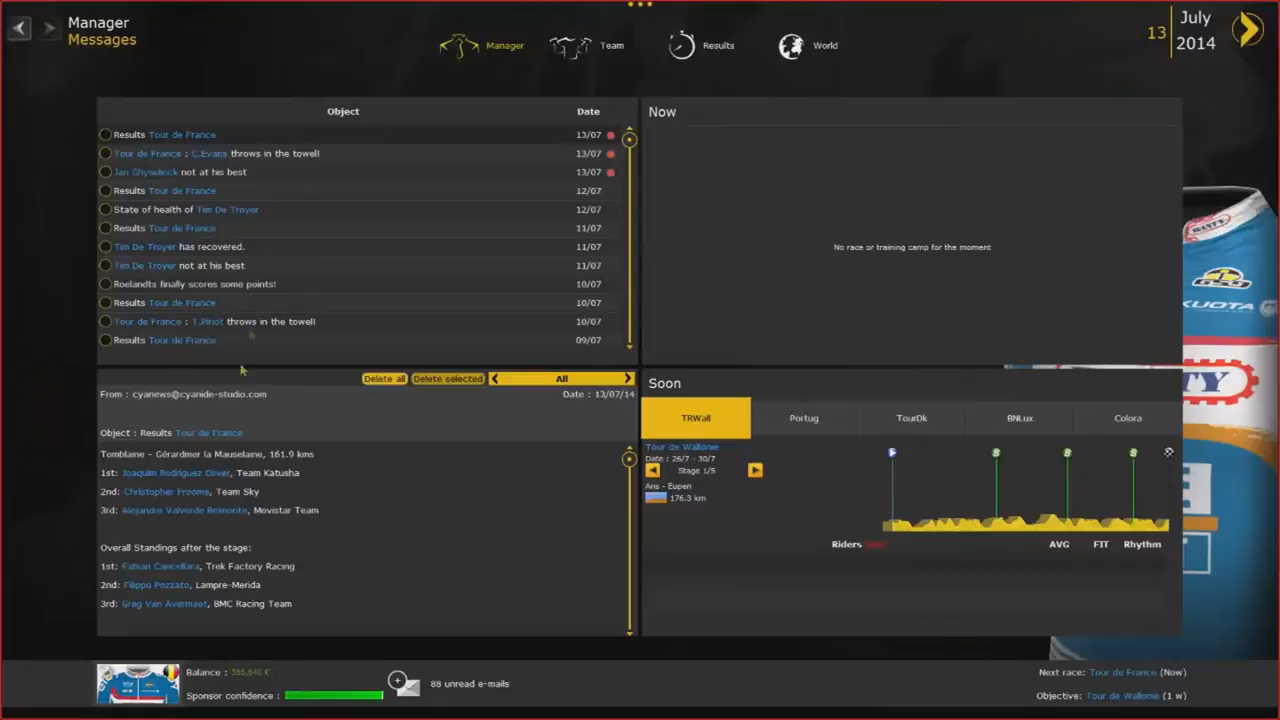 Manager
Messages
Manager
Team
Results
World
13
July
2014
Object
Date
Results Tour de France 13/07
Tour de France : C.Evans throws in the towel! 13/07
Jan Ghyselinck not at his best 13/07
Results Tour de France 12/07
State of health of Tim De Troyer 12/07
Results Tour de France 11/07
Tim De Troyer has recovered. 11/07
Tim De Troyer not at his best 11/07
Roelandts finally scores some points! 10/07
Results Tour de France 10/07
Tour de France : T.Pinot throws in the towel! 10/07
Results Tour de France 09/07
Delete all
Delete selected
All
From : cyanews@cyanide-studio.com
Date : 13/07/14
Object : Results Tour de France
Tomblaine - Gérardmer la Mauselane, 161.9 kms
1st: Joaquim Rodriguez Oliver, Team Katusha
2nd: Christopher Froome, Team Sky
3rd: Alejandro Valverde Belmonte, Movistar Team
Overall Standings after the stage:
1st: Fabian Cancellara, Trek Factory Racing
2nd: Filippo Pozzato, Lampre-Merida
3rd: Greg Van Avermaet, BMC Racing Team
Now
No race or training camp for the moment
Soon
TRWall
Portug
TourDk
BNLux
Colora
Tour de Wallonie
Date : 26/7 - 30/7
Stage 1/5
Ans - Eupen
176.3 km
S
S
S
Riders
AVG
FIT
Rhythm
WANTY
GSJ
KUOTA
TY
Balance :
Sponsor confidence :
88 unread e-mails
Next race: Tour de France (Now)
Objective: Tour de Wallonie (1 w)